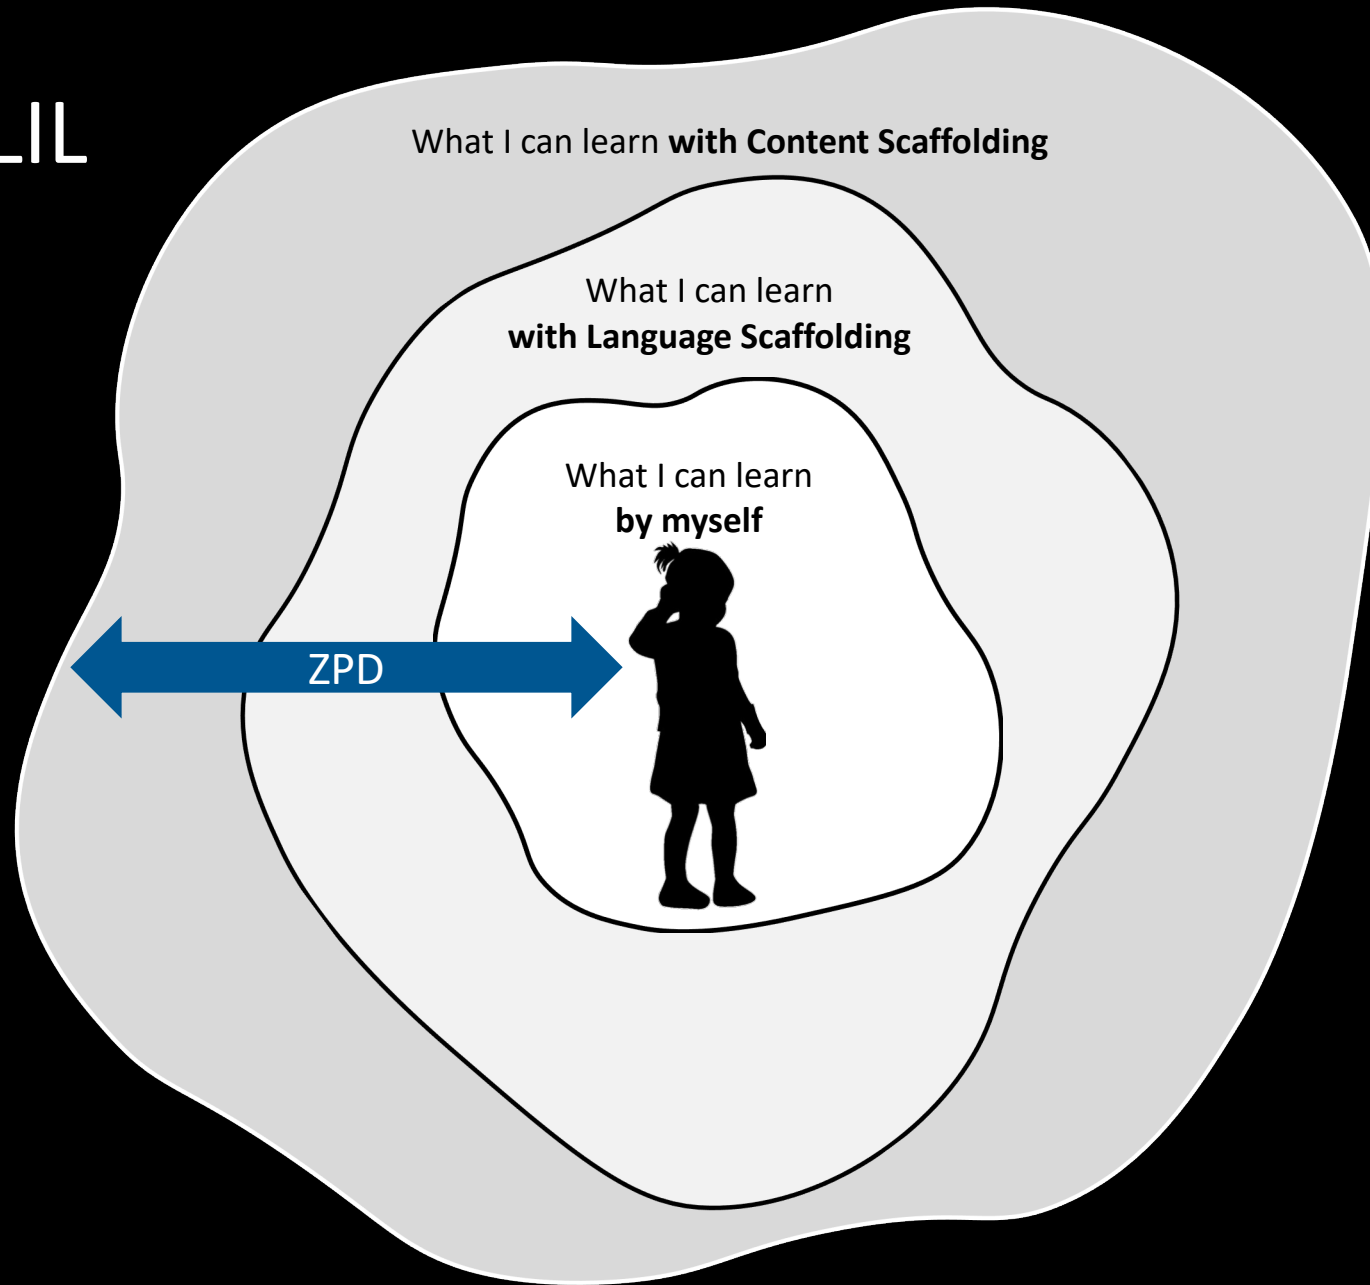 LIL
What I can learn with Content Scaffolding
What I can learn
with Language Scaffolding
What I can learn
by myself
ZPD